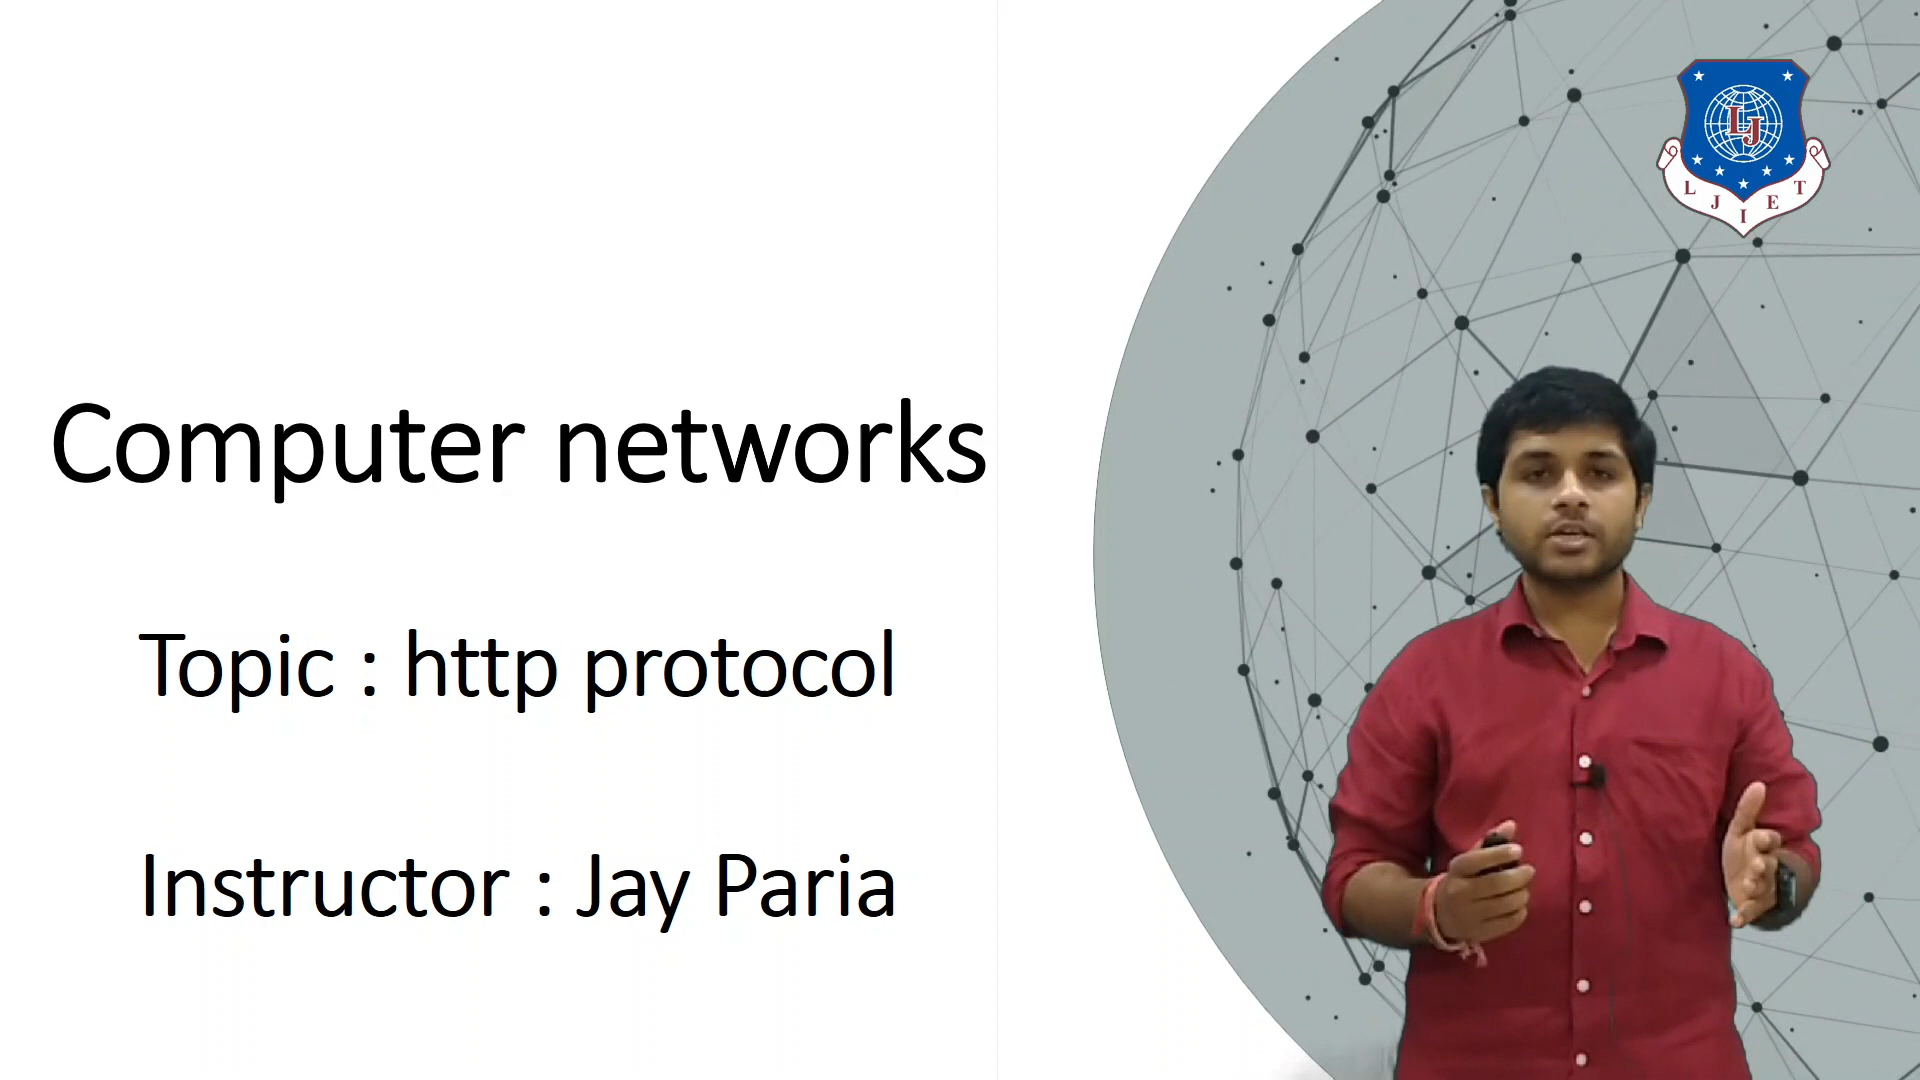 Computer networks
Topic : http protocol
Instructor : Jay Paria
LJ
L J I E T